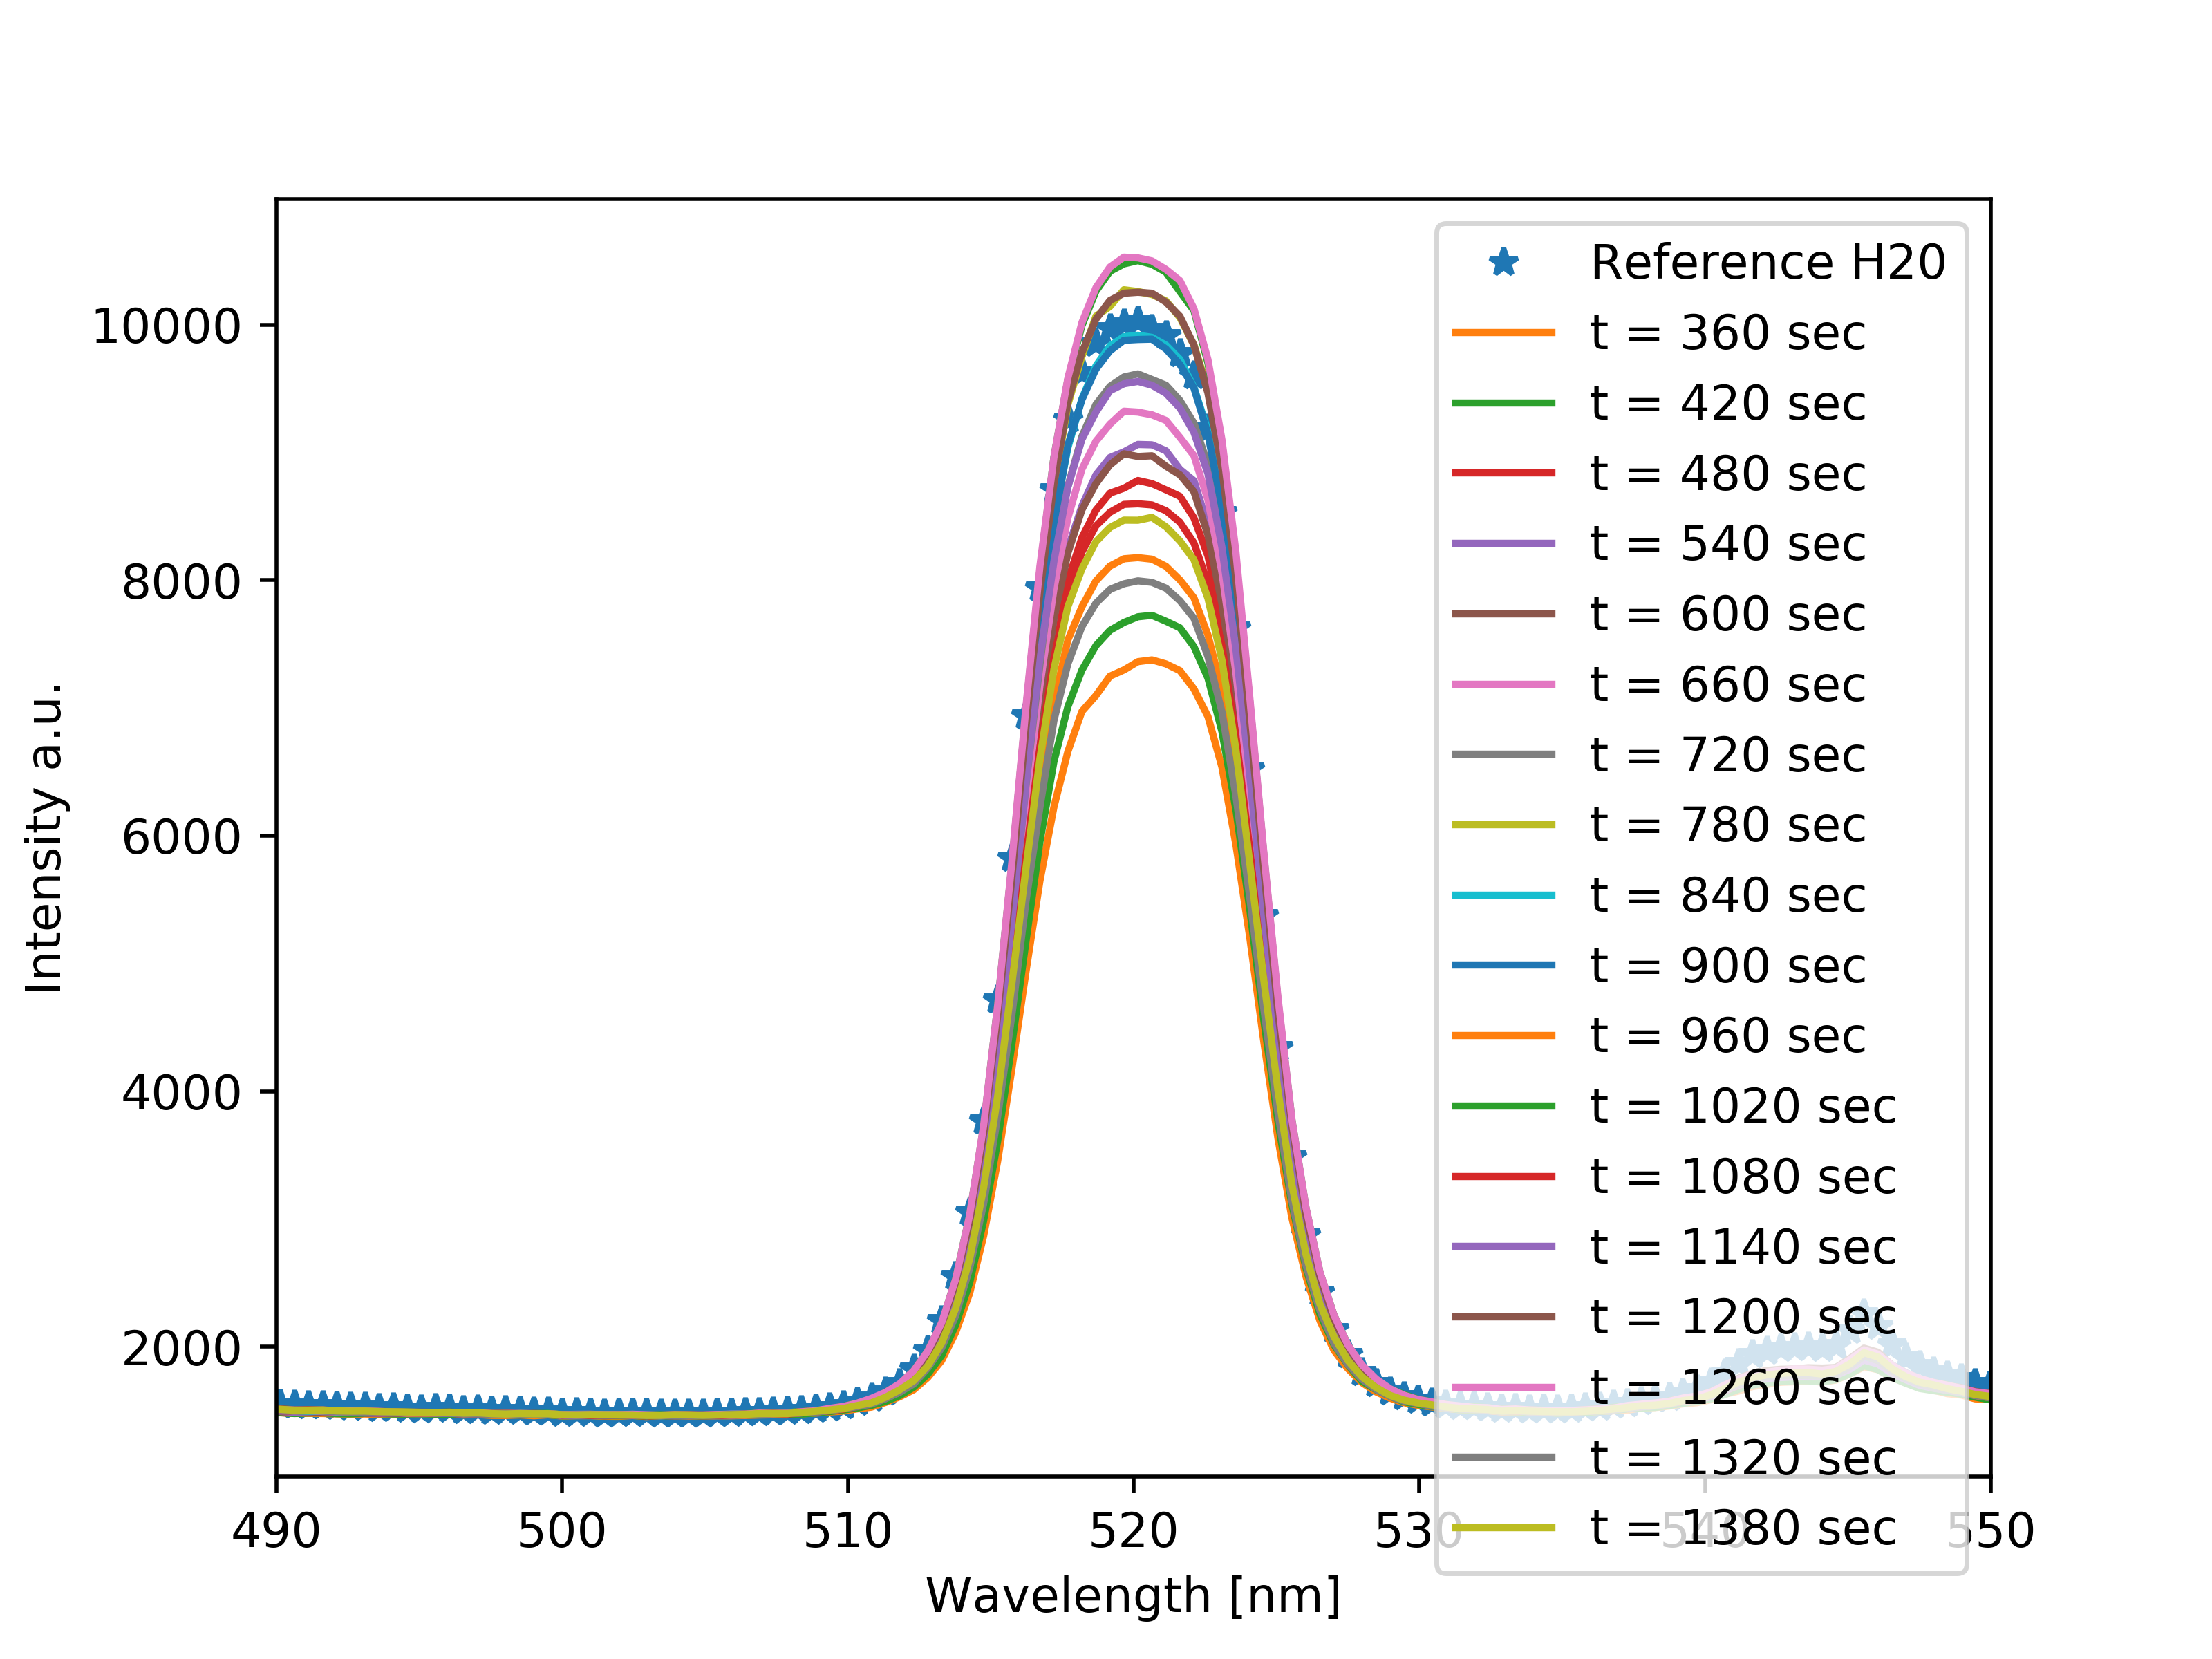 10000
8000
6000
4000
2000
Intensity a.u.
490 500 510 520 530 540 550
Wavelength [nm]
Reference H20
t = 360 sec
t = 420 sec
t = 480 sec
t = 540 sec
t = 600 sec
t = 660 sec
t = 720 sec
t = 780 sec
t = 840 sec
t = 900 sec
t = 960 sec
t = 1020 sec
t = 1080 sec
t = 1140 sec
t = 1200 sec
t = 1260 sec
t = 1320 sec
t = 1380 sec